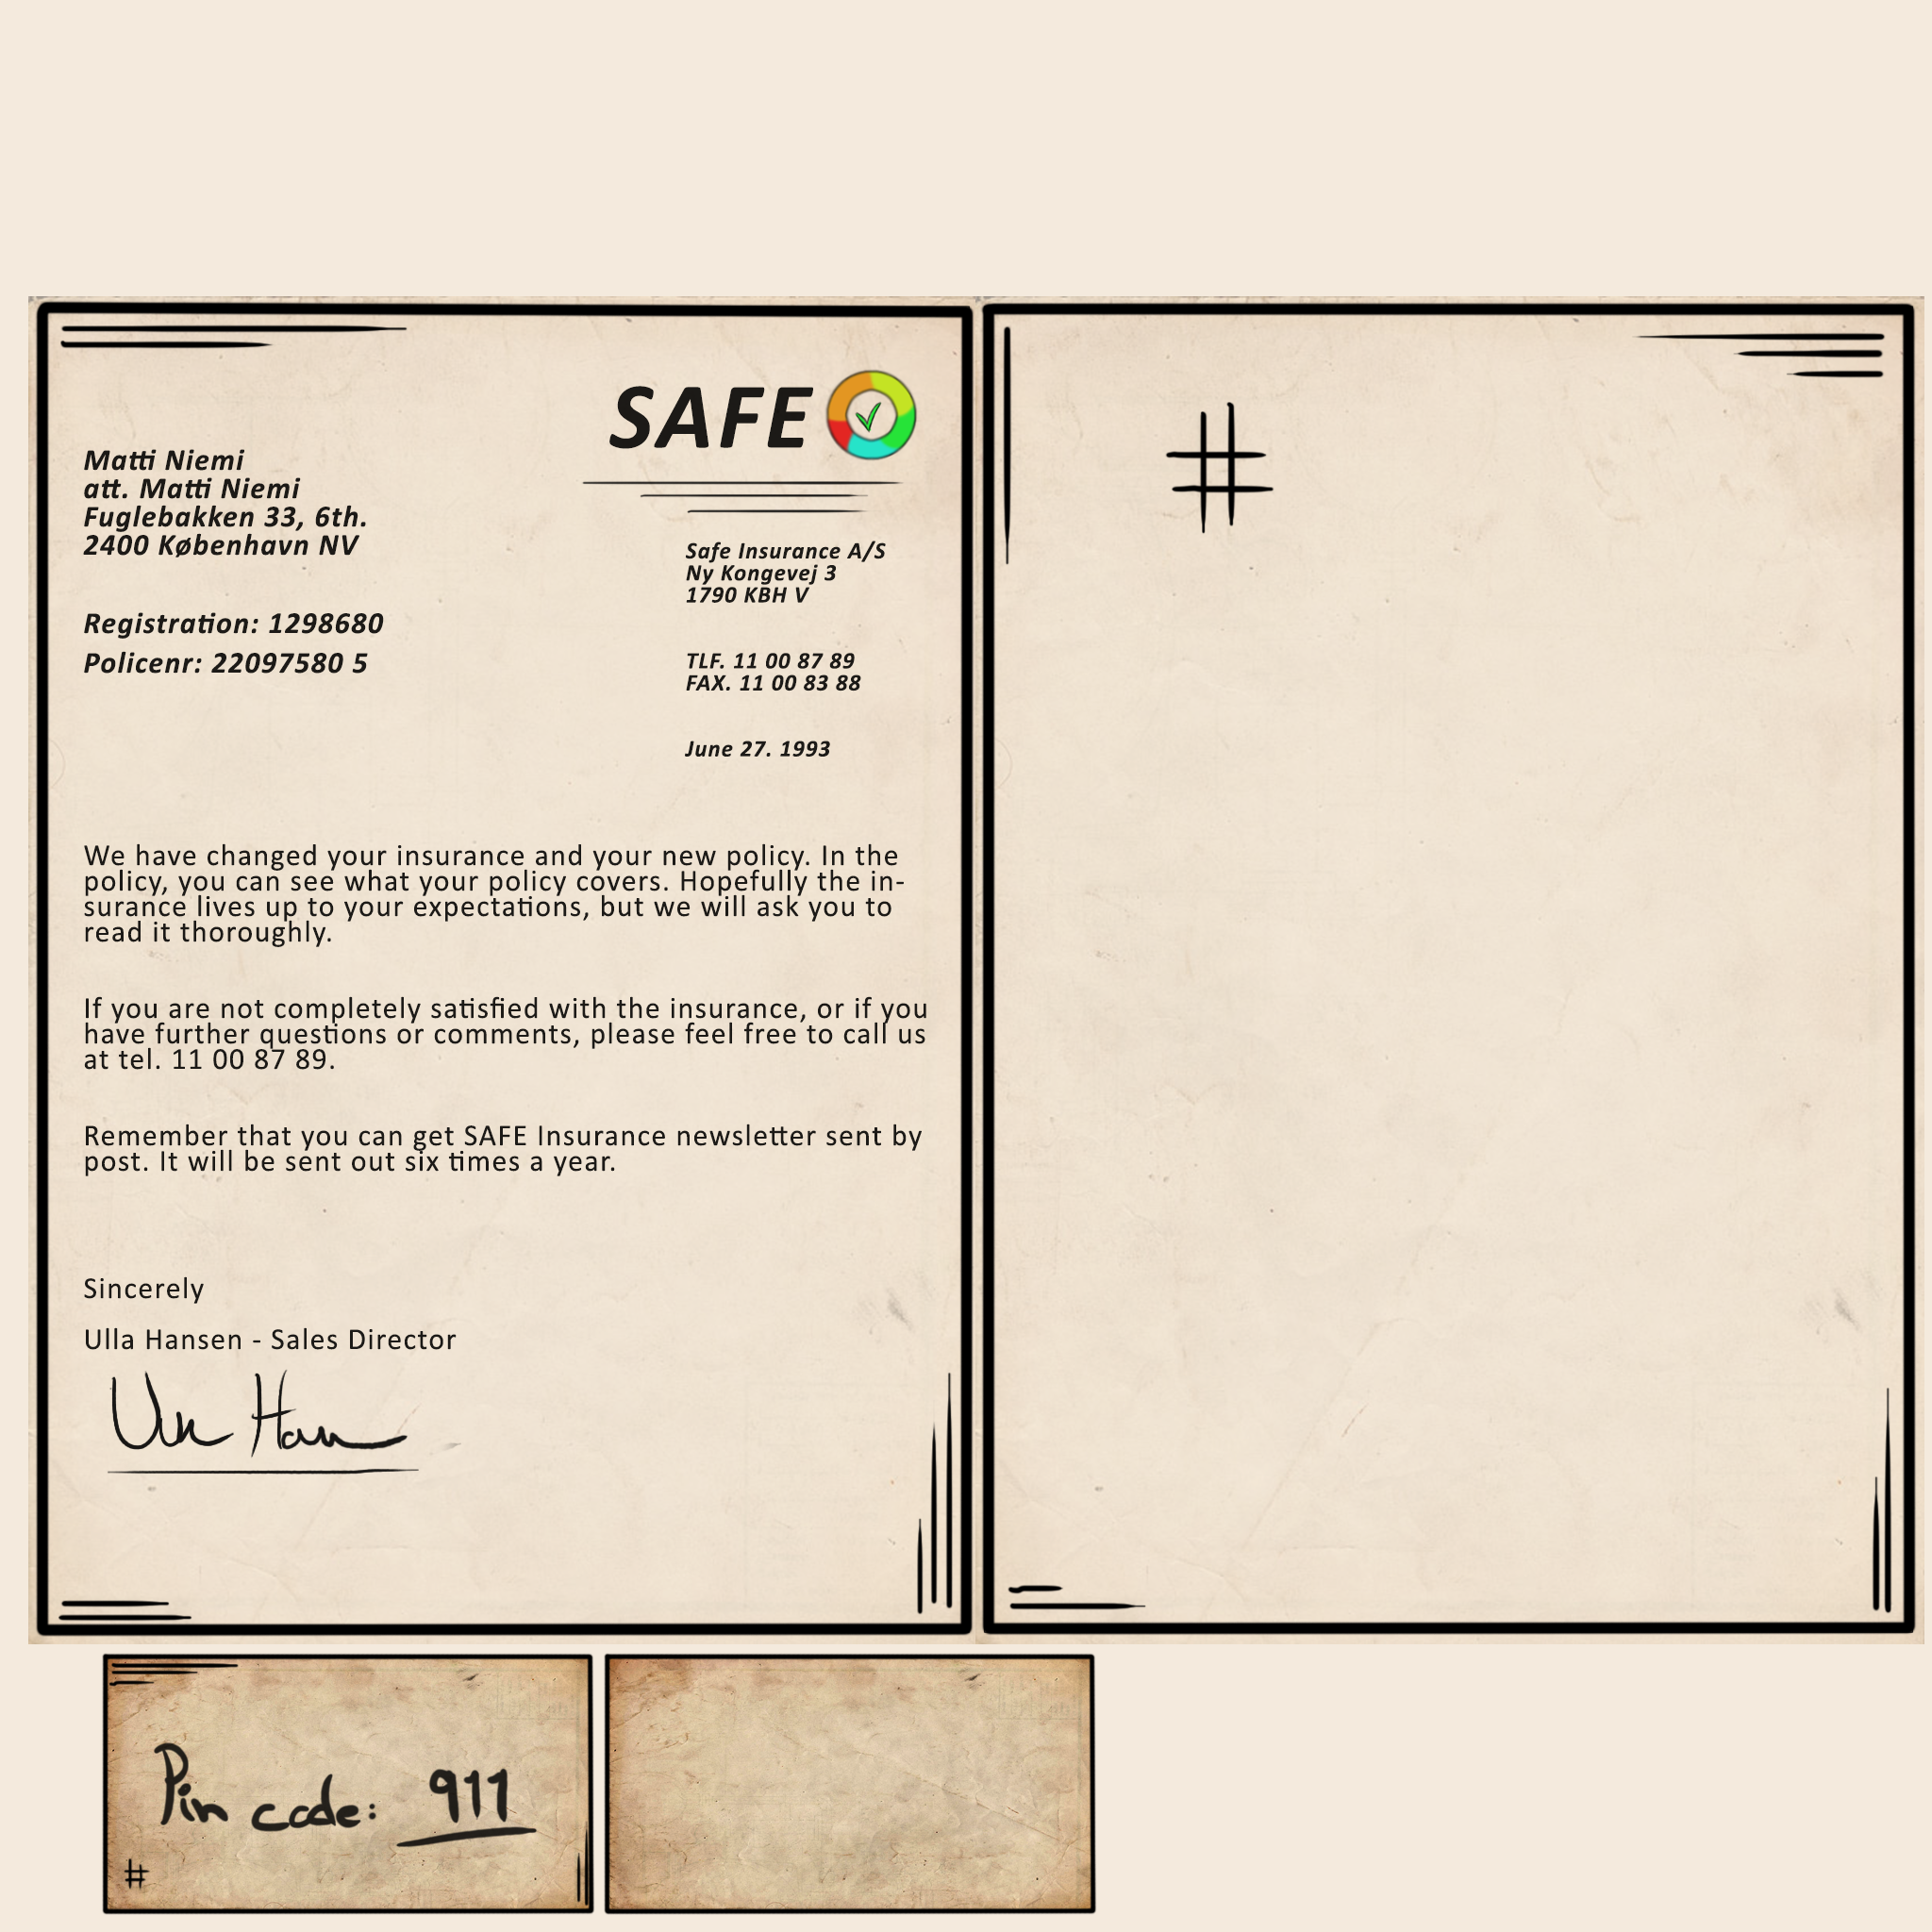 SAFE
Matti Niemi
att. Matti Niemi
Fuglebakken 33, 6th.
2400 København NV
Registration: 1298680
Policenr: 22097580 5
Safe Insurance A/S
Ny Kongevej 3
1790 KBH V
TLF. 11 00 87 89
FAX. 11 00 83 88
June 27. 1993
We have changed your insurance and your new policy. In the
policy, you can see what your policy covers. Hopefully the in-
surance lives up to your expectations, but we will ask you to
read it thoroughly.
If you are not completely satisfied with the insurance, or if you
have further questions or comments, please feel free to call us
at tel. 11 00 87 89.
Remember that you can get SAFE Insurance newsletter sent by
post. It will be sent out six times a year.
Sincerely
Ulla Hansen - Sales Director
#
Pin code: 911
#